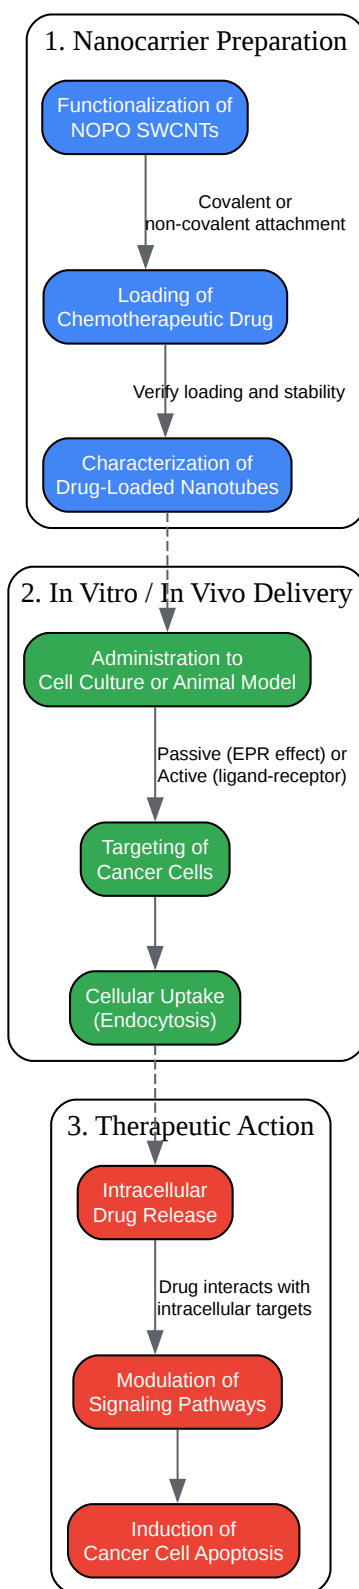 1. Nanocarrier Preparation
Functionalization of
NOPO SWCNTs
Covalent or
non-covalent attachment
Loading of
Chemotherapeutic Drug
Verify loading and stability
Characterization of
Drug-Loaded Nanotubes
2. In Vitro / In Vivo Delivery
Administration to
Cell Culture or Animal Model
Passive (EPR effect) or
Active (ligand-receptor)
Targeting of
Cancer Cells
Cellular Uptake
(Endocytosis)
3. Therapeutic Action
Intracellular
Drug Release
Drug interacts with
intracellular targets
Modulation of
Signaling Pathways
Induction of
Cancer Cell Apoptosis